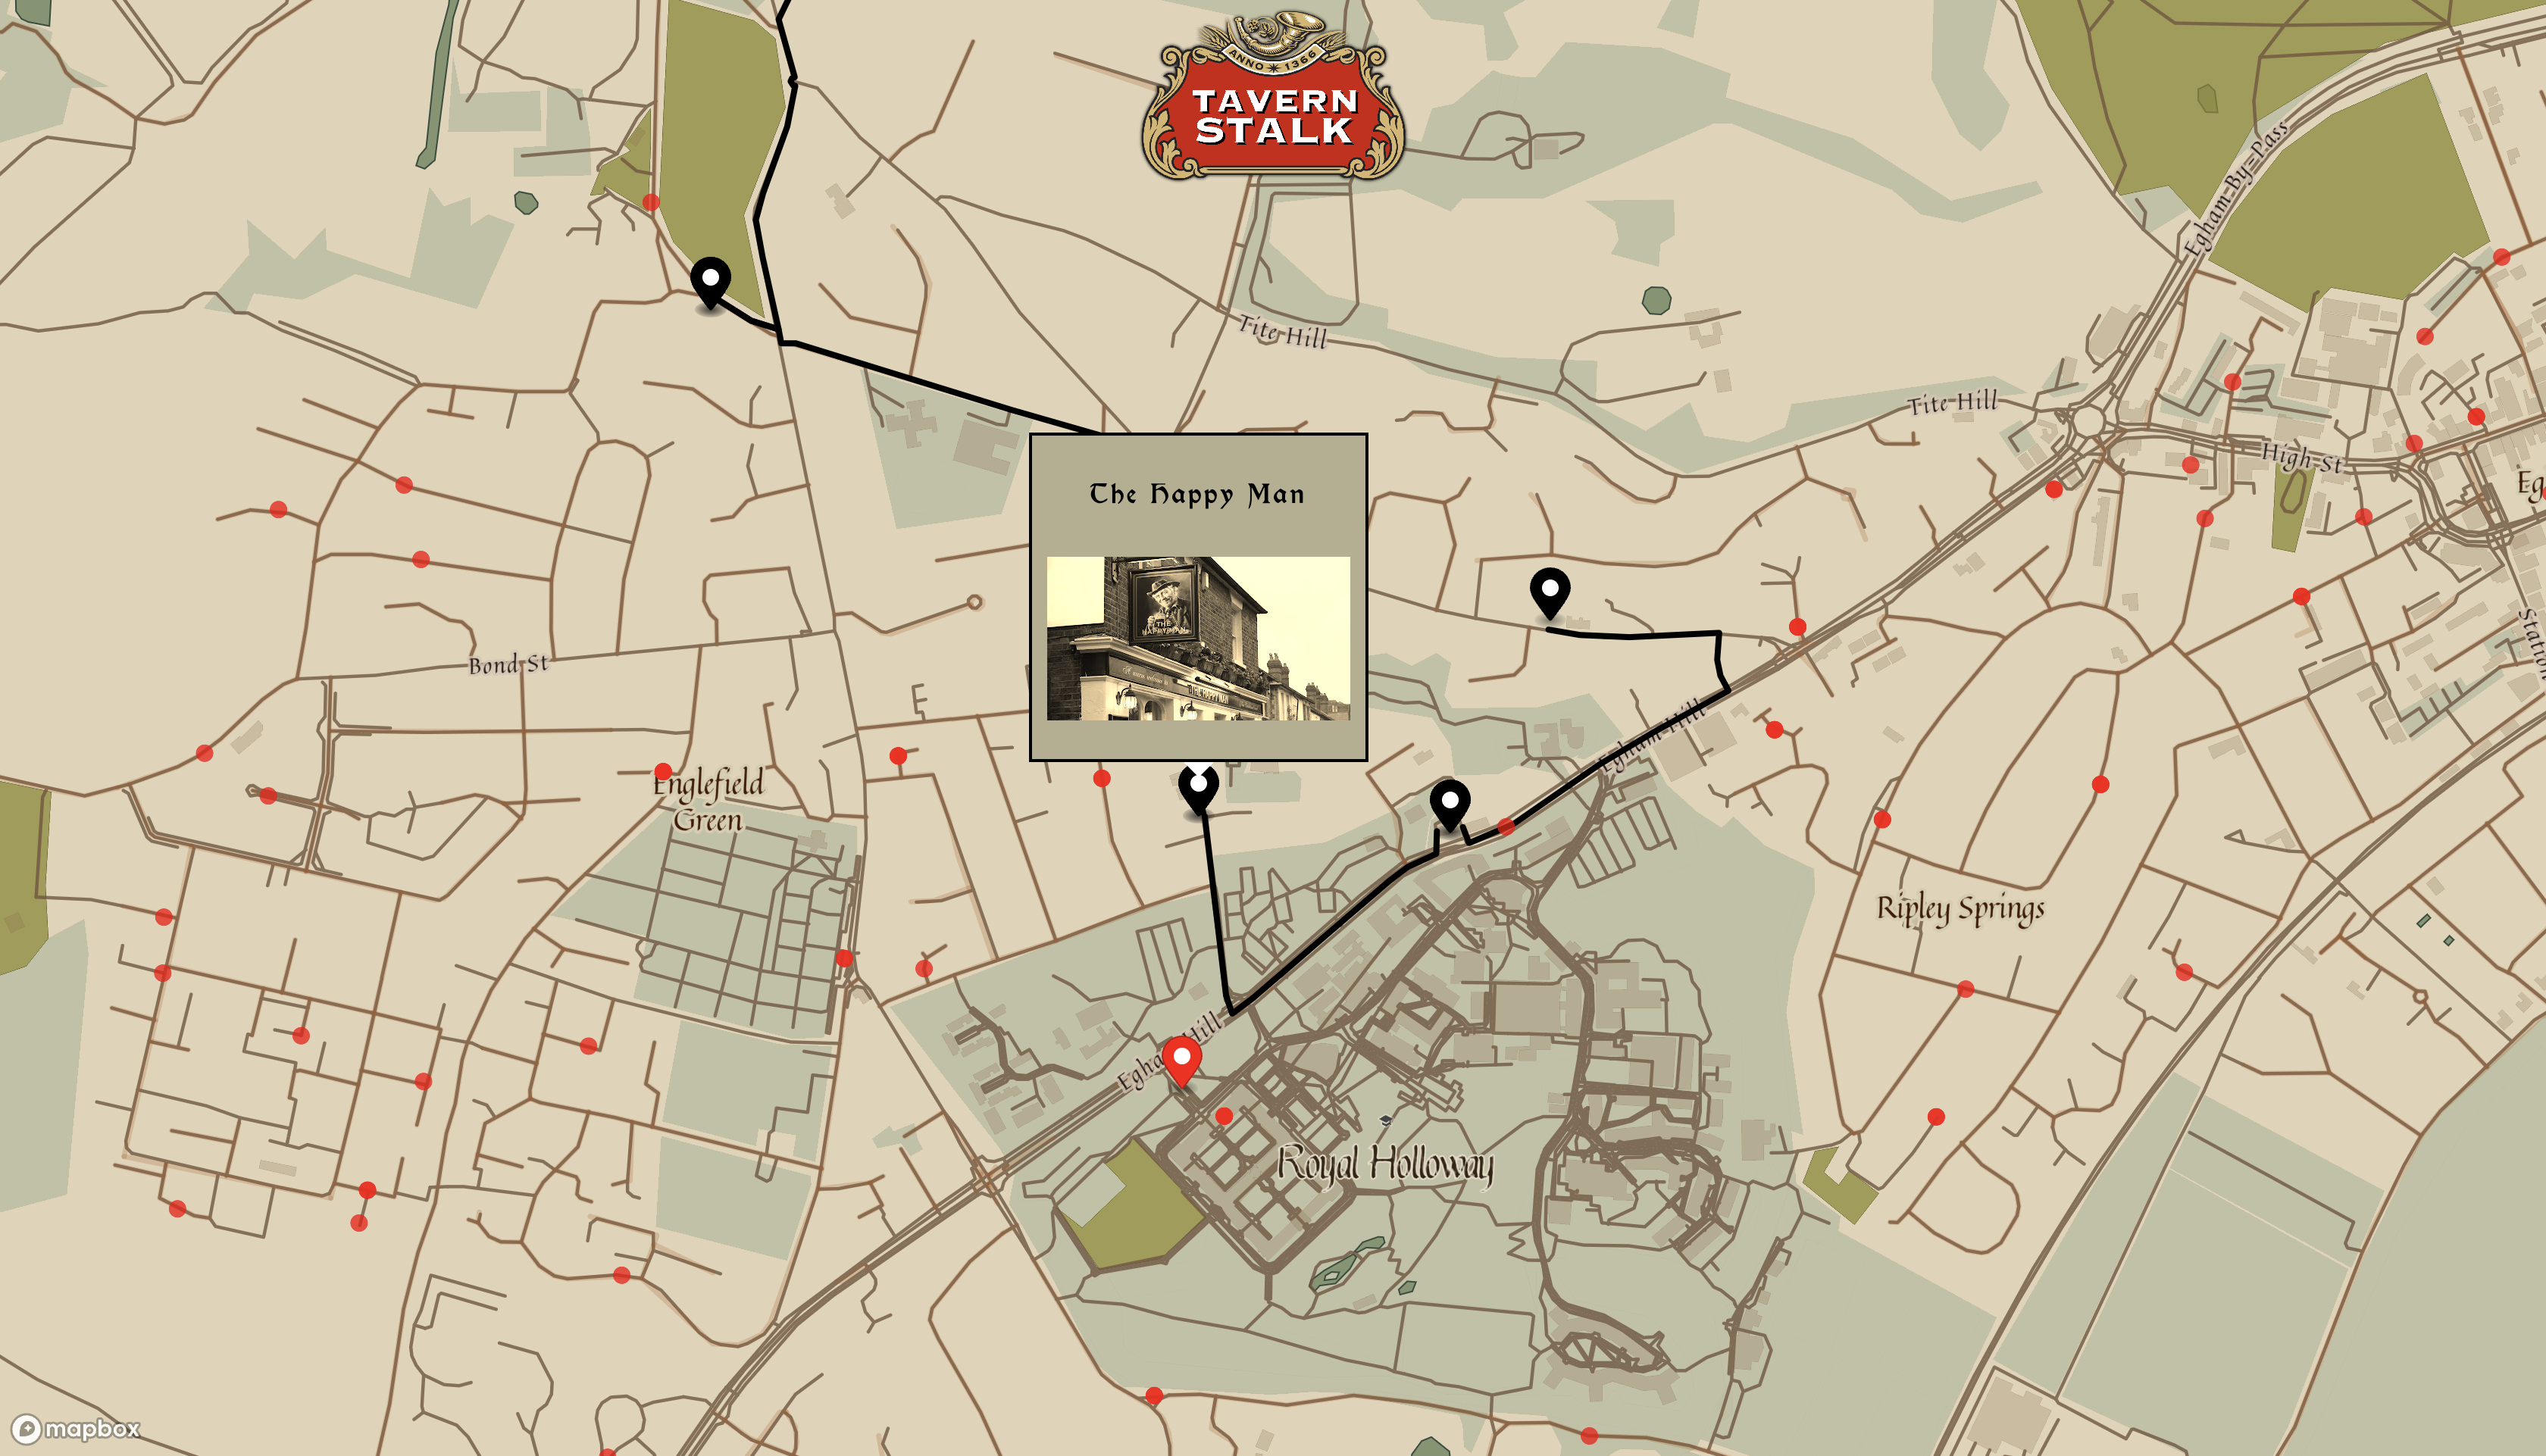 ANNO ✶ 1366
TAVERN
STALK
Egham By-Pass
Tite Hill
Tite Hill
High St
Eg
The Happy Man
THE
HAPPY MAN
Bond St
Station
Egham Hill
Englefield
Green
Ripley Springs
Egham Hill
Royal Holloway
mapbox